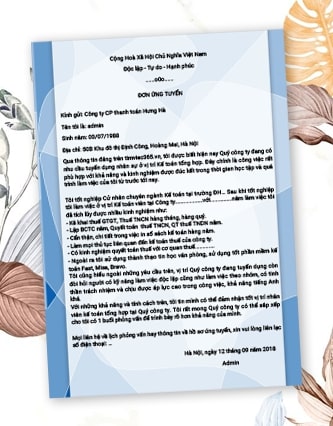 Cộng Hoà Xã Hội Chủ Nghĩa Việt Nam
Độc lập - Tự do - Hạnh phúc
---o0o---
ĐƠN ỨNG TUYỂN
Kính gửi: Công ty CP thanh toán Hưng Hà
Tên tôi là: admin
Sinh năm: 03/07/1988
Địa chỉ: 50B Khu đô thị Định Công, Hoàng Mai, Hà Nội
Qua thông tin đăng trên timviec365.vn, tôi được biết hiện nay Quý công ty đang có
nhu cầu tuyển dụng nhân sự ở vị trí Kế toán tổng hợp. Đây chính là công việc rất
phù hợp với khả năng và kinh nghiệm được đúc kết trong thời gian học tập và quá
trình làm việc của tôi từ trước tới nay.
Tôi tốt nghiệp Cử nhân chuyên ngành Kế toán tại trường ĐH... Sau khi tốt nghiệp
tôi làm việc ở vị trí Kế toán viên tại Công ty...............với............năm làm việc tôi
đã tích lũy được nhiều kinh nghiệm như:
- Kê khai thuế GTGT, Thuế TNCN hàng tháng, hàng quý.
- Lập BCTC năm, Quyết toán thuế TNCN, QT thuế TNDN năm.
- Cẩn thận, chi tiết trong việc in sổ sách kế toán hàng năm.
- Làm mọi thủ tục liên quan đến kế toán thuế của công ty.
- Có kinh nghiệm quyết toán thuế với cơ quan thuế...............
- Ngoài ra tôi sử dụng thành thạo tin học văn phòng, sử dụng tốt phần mềm kế
toán Fast, Misa, Bravo.
Tôi cũng hiểu ngoài những yêu cầu trên, vị trí Quý công ty đang tuyển dụng còn
đòi hỏi người có kỹ năng làm việc độc lập cũng như làm việc theo nhóm, có tinh
thần trách nhiệm và chịu được áp lực cao trong công việc, khả năng tiếng Anh
khá.
Với những khả năng và tính cách trên, tôi tin mình có thể đảm nhận tốt vị trí nhân
viên kế toán tổng hợp tại Quý công ty. Tôi rất mong Quý công ty có thể sắp xếp
cho tôi có 1 buổi phỏng vấn để trình bày rõ hơn khả năng của mình.
Mọi liên hệ về lịch phỏng vấn hay thông tin về hồ sơ ứng tuyển, xin vui lòng liên lạc
số điện thoại: ...
Hà Nội, ngày 12 tháng 09 năm 2018
Admin